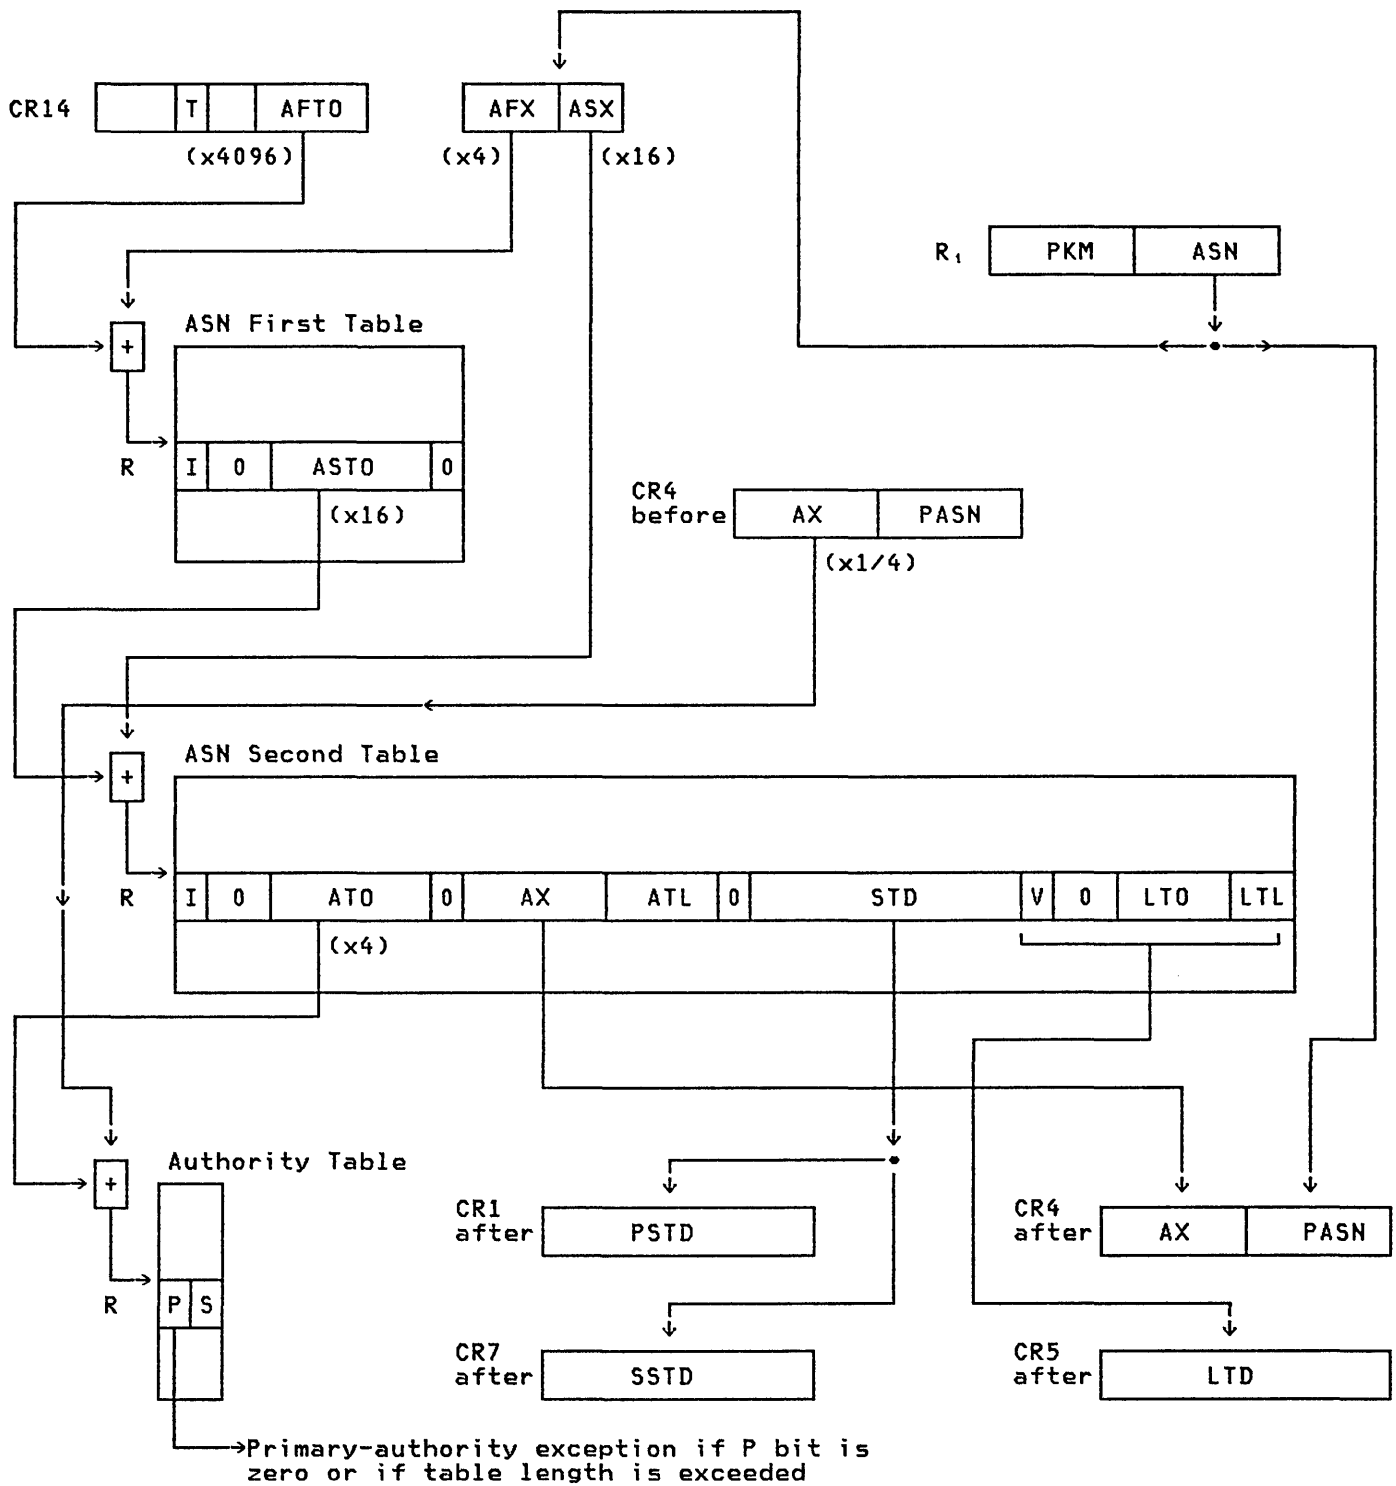 CR14 T AFTO AFX ASX
(x4096) (x4) (x16)
R₁ PKM ASN
ASN First Table
+
R I 0 ASTO 0
(x16)
CR4
before AX PASN
(x1/4)
ASN Second Table
+
R I 0 ATO 0 AX ATL 0 STD V 0 LTO LTL
(x4)
Authority Table
+
CR1
after PSTD
CR4
after AX PASN
R P S
CR7
after SSTD
CR5
after LTD
Primary-authority exception if P bit is
zero or if table length is exceeded